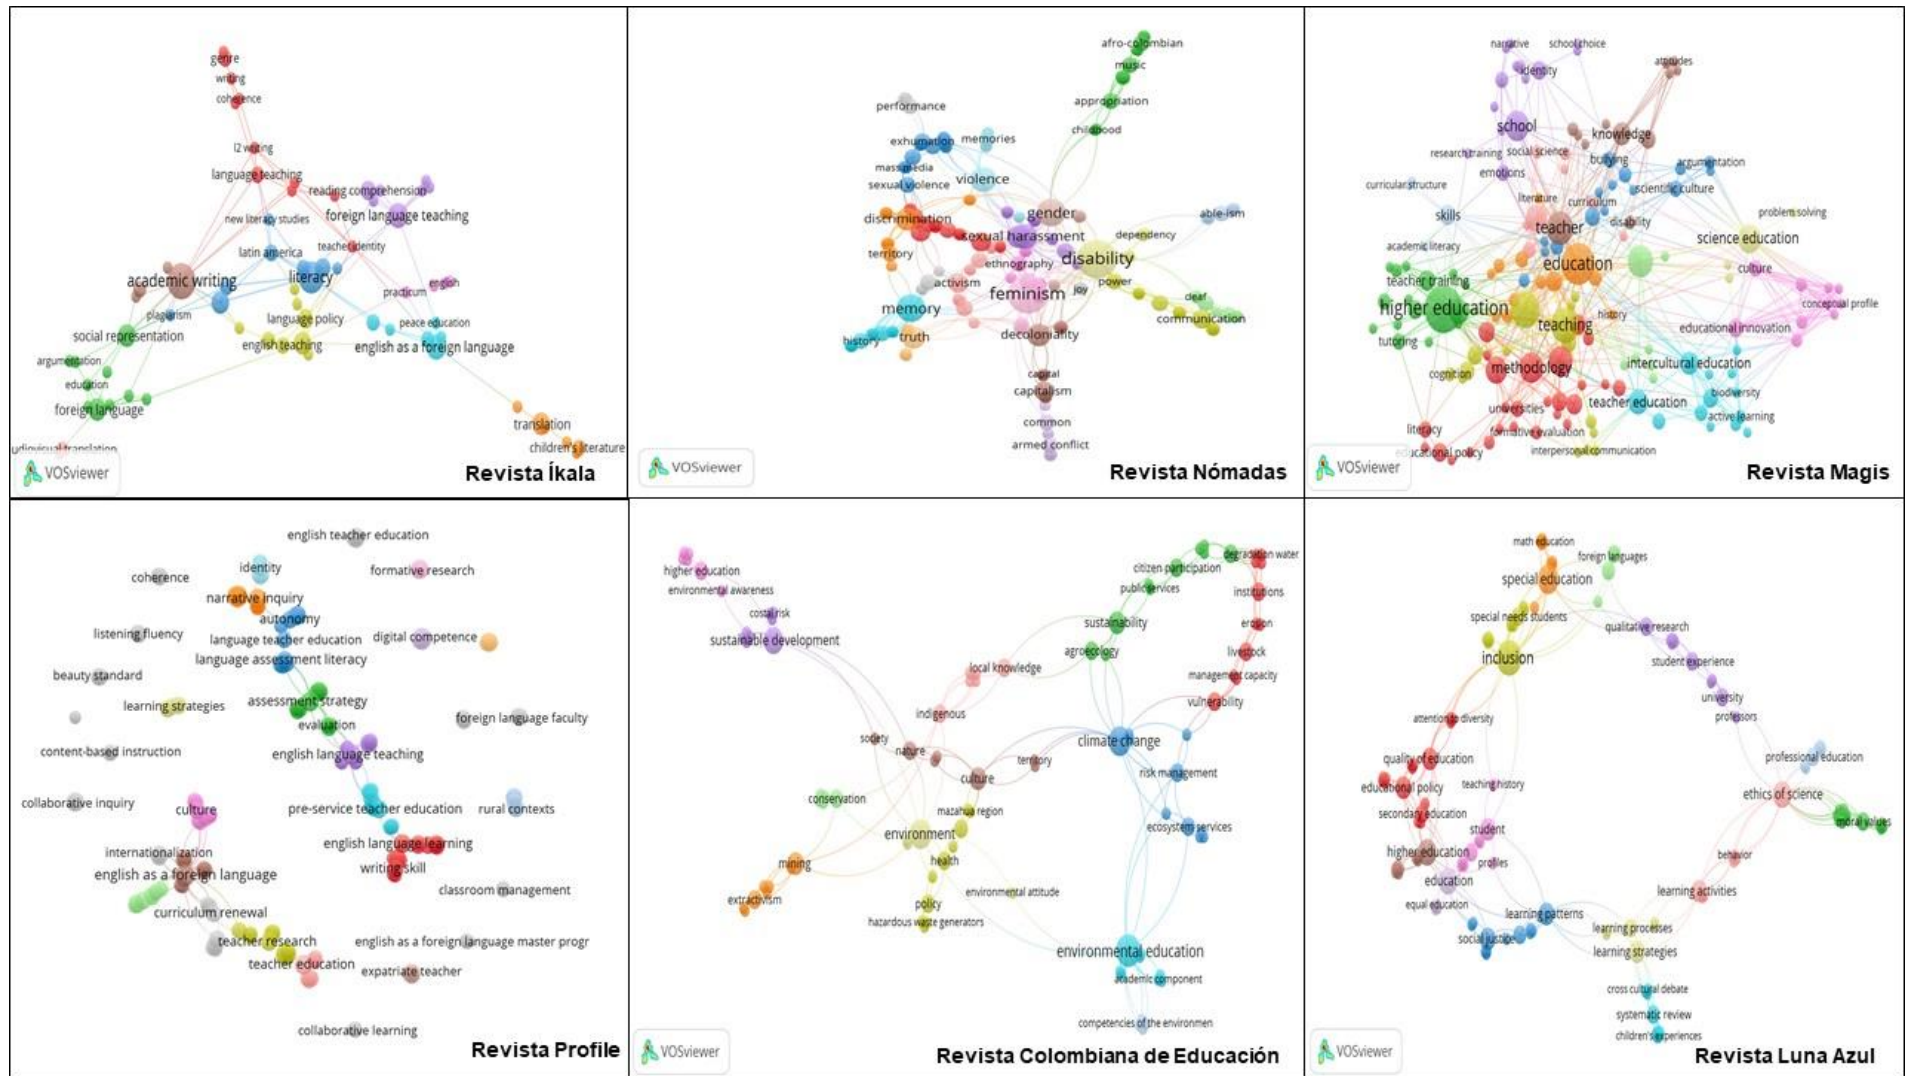 genre
writing
coherence
l2 writing
language teaching
reading comprehension
foreign language teaching
new literacy studies
teacher identity
latin america
academic writing
literacy
english
practicum
plagiarism
language policy
peace education
social representation
english teaching
english as a foreign language
argumentation
education
foreign language
translation
udiovisual translation
children's literature
VOSviewer
Revista Íkala
afro-colombian
music
appropriation
performance
childhood
exhumation
memories
mass media
sexual violence
violence
discrimination
gender
able-ism
sexual harassment
dependency
territory
ethnography
disability
activism
feminism
joy
power
deaf
memory
communication
history
truth
decoloniality
capital
capitalism
common
armed conflict
VOSviewer
Revista Nómadas
narrative
school choice
identity
attitudes
school
knowledge
research training
social science
bullying
argumentation
emotions
curricular structure
scientific culture
literature
curriculum
skills
teacher
disability
problem solving
science education
academic literacy
education
culture
teacher training
higher education
conceptual profile
history
teaching
educational innovation
tutoring
cognition
methodology
intercultural education
biodiversity
universities
teacher education
active learning
literacy
formative evaluation
educational policy
interpersonal communication
VOSviewer
Revista Magis
english teacher education
identity
formative research
coherence
narrative inquiry
autonomy
listening fluency
language teacher education
digital competence
language assessment literacy
beauty standard
learning strategies
assessment strategy
evaluation
foreign language faculty
content-based instruction
english language teaching
collaborative inquiry
culture
pre-service teacher education
rural contexts
english language learning
internationalization
writing skill
english as a foreign language
classroom management
curriculum renewal
teacher research
english as a foreign language master progr
teacher education
expatriate teacher
collaborative learning
Revista Profile
higher education
environmental awareness
costal risk
sustainable development
degradation water
citizen participation
public services
institutions
sustainability
erosion
agroecology
livestock
local knowledge
management capacity
vulnerability
indigenous
society
nature
climate change
territory
culture
risk management
conservation
mazahua region
environment
ecosystem services
health
mining
environmental attitude
extractivism
policy
hazardous waste generators
environmental education
academic component
competencies of the environmen
VOSviewer
Revista Colombiana de Educación
math education
foreign languages
special education
special needs students
qualitative research
inclusion
student experience
university
professors
attention to diversity
quality of education
professional education
educational policy
teaching history
ethics of science
secondary education
student
moral values
higher education
profiles
behavior
education
learning activities
equal education
learning patterns
social justice
learning processes
learning strategies
cross cultural debate
systematic review
children's experiences
VOSviewer
Revista Luna Azul